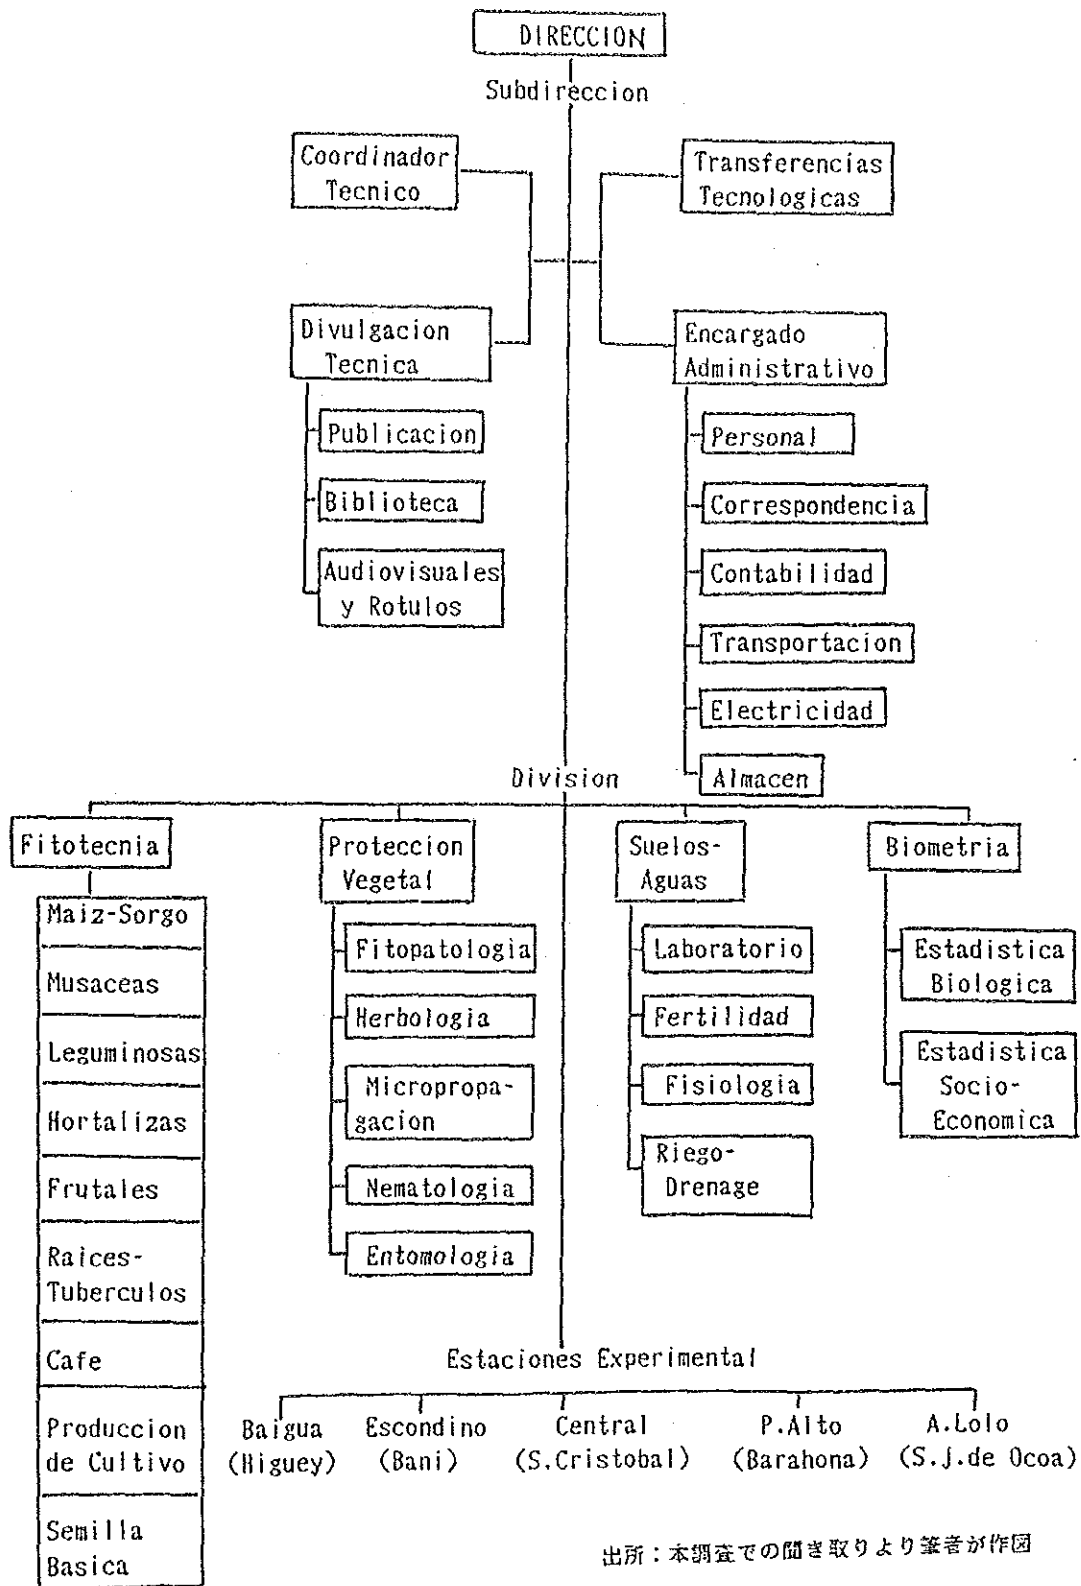 DIRECCION
Subdireccion
Coordinador
Tecnico
Transferencias
Tecnologicas
Divulgacion
Tecnica
Encargado
Administrativo
Publicacion
Biblioteca
Audiovisuales
y Rotulos
Personal
Correspondencia
Contabilidad
Transportacion
Electricidad
Almacen
Division
Fitotecnia
Proteccion
Vegetal
Suelos-
Aguas
Biometria
Maiz-Sorgo
Musaceas
Leguminosas
Hortalizas
Frutales
Raices-
Tuberculos
Cafe
Produccion
de Cultivo
Semilla
Basica
Fitopatologia
Herbologia
Micropropa-
gacion
Nematologia
Entomologia
Laboratorio
Fertilidad
Fisiologia
Riego-
Drenage
Estadistica
Biologica
Estadistica
Socio-
Economica
Estaciones Experimental
Baigua
(Higuey)
Escondino
(Bani)
Central
(S.Cristobal)
P.Alto
(Barahona)
A.Lolo
(S.J.de Ocoa)
出所：本調査での聞き取りより筆者が作図